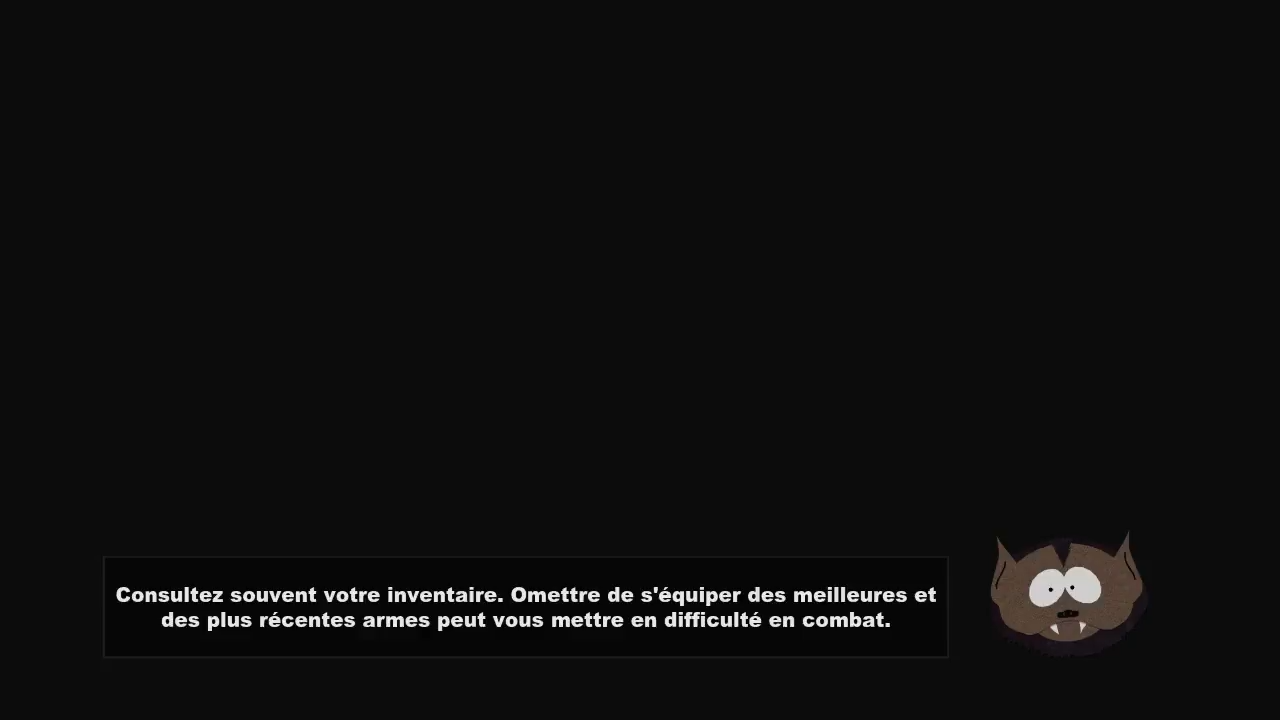 Consultez souvent votre inventaire. Omettre de s'équiper des meilleures et
des plus récentes armes peut vous mettre en difficulté en combat.